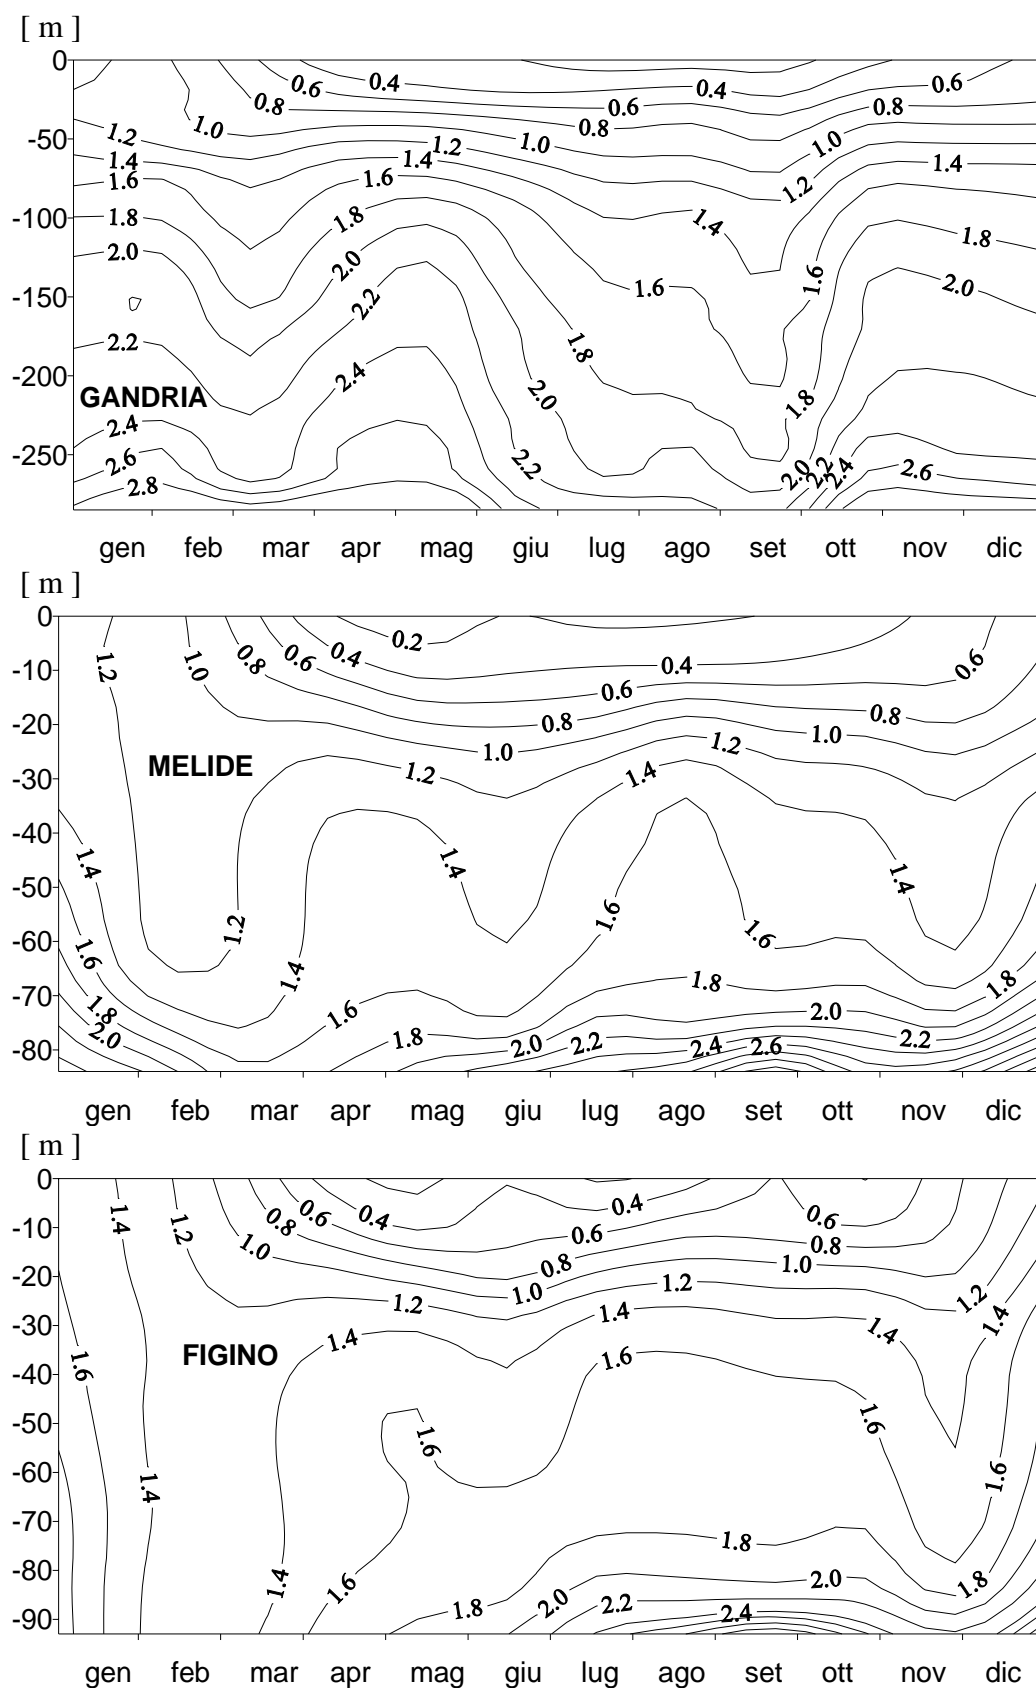 [ m ]
0
0.6 0.4 0.4 0.6
0.8 0.6 0.8
-50 1.2 1.0 1.2 1.0 0.8 1.0
1.4 1.4 1.4
1.6 1.6 1.2
-100 1.8 1.8 1.4 1.8
2.0 2.0
-150 2.2 1.6 1.6 2.0
2.2 1.8
-200 2.4 2.0 1.8
GANDRIA
2.4
-250 2.6 2.2 2.0 2.2 2.4 2.6
2.8
gen feb mar apr mag giu lug ago set ott nov dic
[ m ]
0
0.2
-10 1.2 1.0 0.8 0.6 0.4 0.4 0.6
0.6
-20 0.8 0.8
1.0 1.2 1.0
MELIDE
-30 1.2 1.4
-40
1.4 1.4 1.4
-50
1.2 1.6 1.6
-60 1.6
1.4 1.8 1.8
-70 1.8 1.6 2.0
2.0 1.8 2.2
-80 2.0 2.2 2.4 2.6
gen feb mar apr mag giu lug ago set ott nov dic
[ m ]
0
1.4 0.4 0.4
-10 1.2 0.8 0.6 0.6 0.6
1.0 0.8 0.8
-20 1.0 1.2 1.0
1.2 1.4 1.2
-30 1.4 1.4 1.4
FIGINO
1.6 1.6
-40
1.6
-50 1.6
-60 1.4 1.6
-70
1.8
-80 1.4 1.6 2.0 1.8
-90 1.8 2.0 2.2 2.4
gen feb mar apr mag giu lug ago set ott nov dic